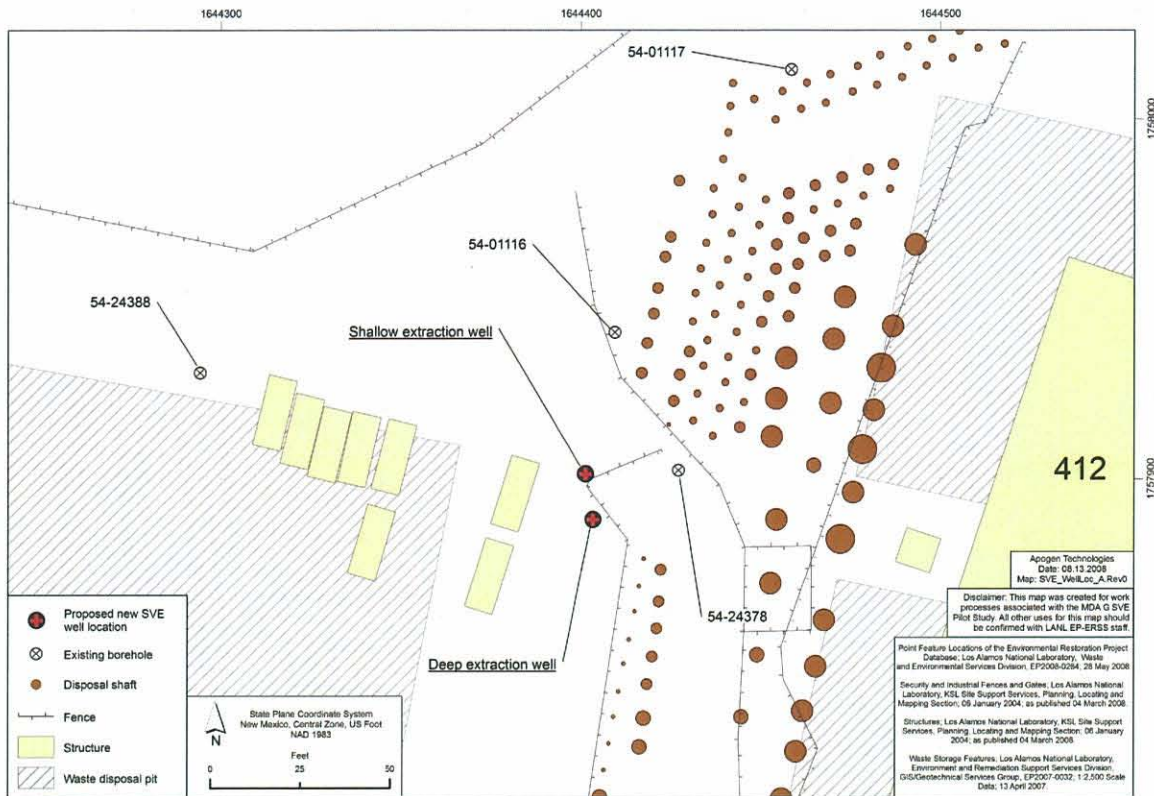 1644300
1644400
1644500
54-01117
1758000
54-01116
54-24388
Shallow extraction well
412
1757900
54-24378
Deep extraction well
Apogen Technologies
Date: 08.13.2008
Map: SVE_WellLoc_A.Rev0
Disclaimer: This map was created for work
processes associated with the MDA G SVE
Pilot Study. All other uses for this map should
be confirmed with LANL EP-ERSS staff.
Point Feature Locations of the Environmental Restoration Project
Database; Los Alamos National Laboratory, Waste
and Environmental Services Division, EP2008-0284; 28 May 2008
Security and Industrial Fences and Gates; Los Alamos National
Laboratory, KSL Site Support Services, Planning, Locating and
Mapping Section; 06 January 2004; as published 04 March 2008.
Structures; Los Alamos National Laboratory, KSL Site Support
Services, Planning, Locating and Mapping Section; 06 January
2004; as published 04 March 2008.
Waste Storage Features; Los Alamos National Laboratory,
Environment and Remediation Support Services Division,
GIS/Geotechnical Services Group, EP2007-0032; 1:2,500 Scale
Data; 13 April 2007.
Proposed new SVE
well location
Existing borehole
Disposal shaft
Fence
Structure
Waste disposal pit
N
State Plane Coordinate System
New Mexico, Central Zone, US Foot
NAD 1983
Feet
0 25 50